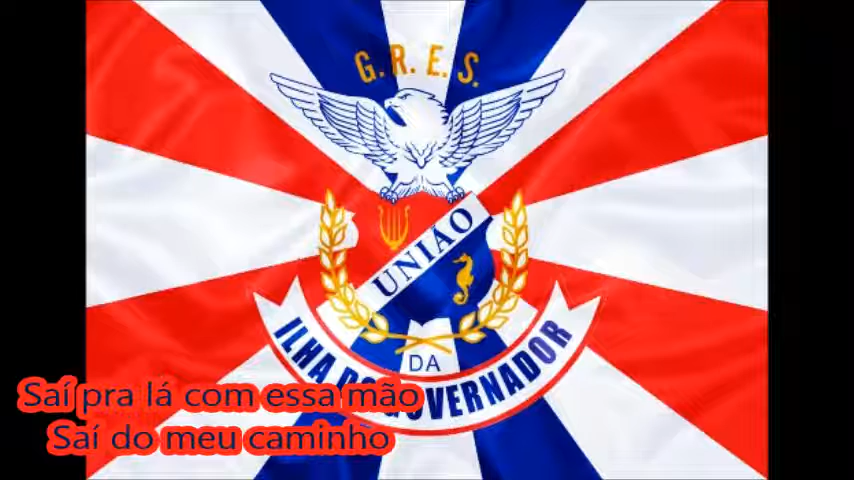 G.R.E.S.
UNIÃO
DA
ILHA DO GOVERNADOR
Saí pra lá com essa mão
Saí do meu caminho